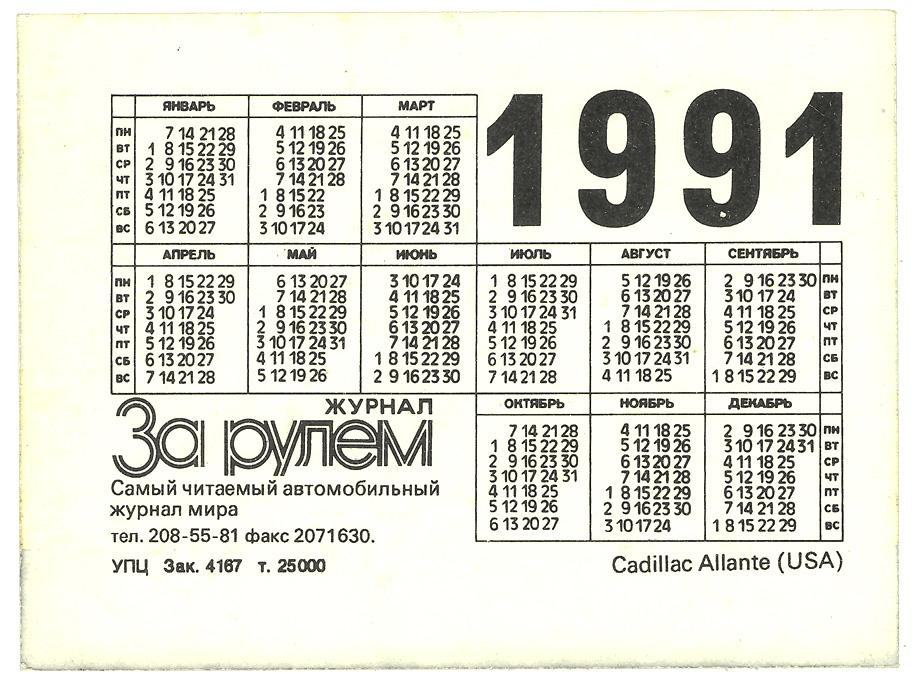 1991
ЯНВАРЬ ФЕВРАЛЬ МАРТ
ПН 7 14 21 28 4 11 18 25 4 11 18 25
ВТ 1 8 15 22 29 5 12 19 26 5 12 19 26
СР 2 9 16 23 30 6 13 20 27 6 13 20 27
ЧТ 3 10 17 24 31 7 14 21 28 7 14 21 28
ПТ 4 11 18 25 1 8 15 22 1 8 15 22 29
СБ 5 12 19 26 2 9 16 23 2 9 16 23 30
ВС 6 13 20 27 3 10 17 24 3 10 17 24 31
АПРЕЛЬ МАЙ ИЮНЬ ИЮЛЬ АВГУСТ СЕНТЯБРЬ
ПН 1 8 15 22 29 6 13 20 27 3 10 17 24 1 8 15 22 29 5 12 19 26 2 9 16 23 30 ПН
ВТ 2 9 16 23 30 7 14 21 28 4 11 18 25 2 9 16 23 30 6 13 20 27 3 10 17 24 ВТ
СР 3 10 17 24 1 8 15 22 29 5 12 19 26 3 10 17 24 31 7 14 21 28 4 11 18 25 СР
ЧТ 4 11 18 25 2 9 16 23 30 6 13 20 27 4 11 18 25 1 8 15 22 29 5 12 19 26 ЧТ
ПТ 5 12 19 26 3 10 17 24 31 7 14 21 28 5 12 19 26 2 9 16 23 30 6 13 20 27 ПТ
СБ 6 13 20 27 4 11 18 25 1 8 15 22 29 6 13 20 27 3 10 17 24 31 7 14 21 28 СБ
ВС 7 14 21 28 5 12 19 26 2 9 16 23 30 7 14 21 28 4 11 18 25 1 8 15 22 29 ВС
ОКТЯБРЬ НОЯБРЬ ДЕКАБРЬ
7 14 21 28 4 11 18 25 2 9 16 23 30 ПН
1 8 15 22 29 5 12 19 26 3 10 17 24 31 ВТ
2 9 16 23 30 6 13 20 27 4 11 18 25 СР
3 10 17 24 31 7 14 21 28 5 12 19 26 ЧТ
4 11 18 25 1 8 15 22 29 6 13 20 27 ПТ
5 12 19 26 2 9 16 23 30 7 14 21 28 СБ
6 13 20 27 3 10 17 24 1 8 15 22 29 ВС
ЖУРНАЛ
За рулем
Самый читаемый автомобильный
журнал мира
тел. 208-55-81 факс 2071630.
УПЦ Зак. 4167 т. 25000
Cadillac Allante (USA)